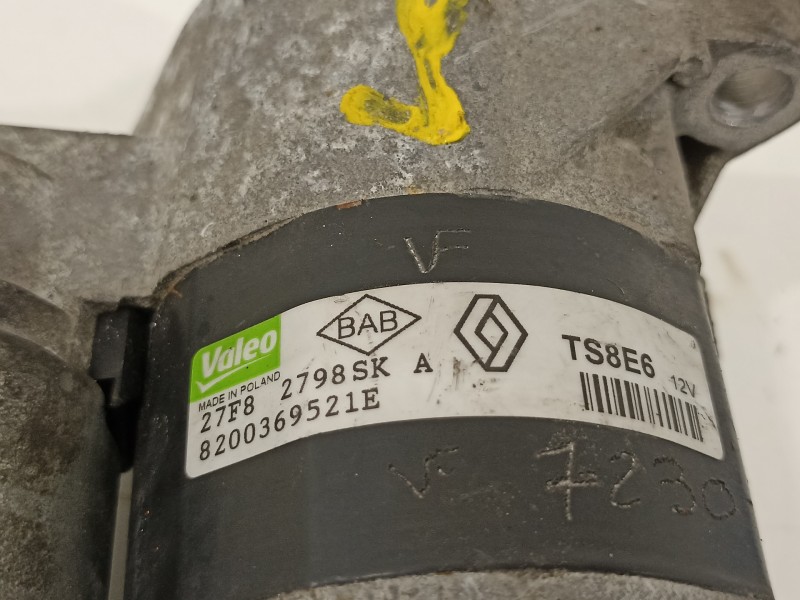 VF
Valeo
BAB
TS8E6
12V
MADE IN POLAND
27F8 2798SK A
8200369521E
VF 7230